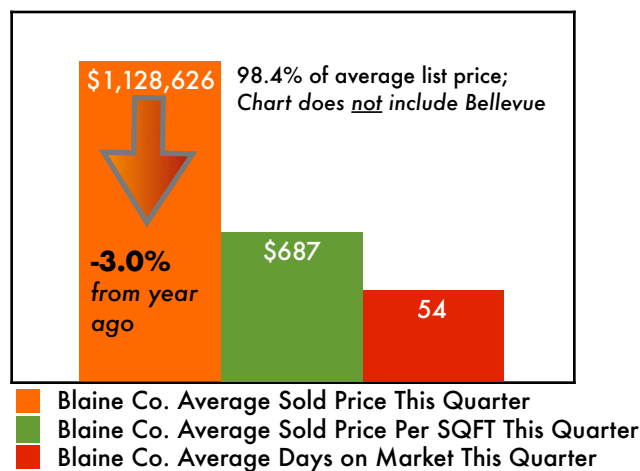 $1,128,626
98.4% of average list price;
Chart does not include Bellevue
-3.0%
from year
ago
$687
54
Blaine Co. Average Sold Price This Quarter
Blaine Co. Average Sold Price Per SQFT This Quarter
Blaine Co. Average Days on Market This Quarter